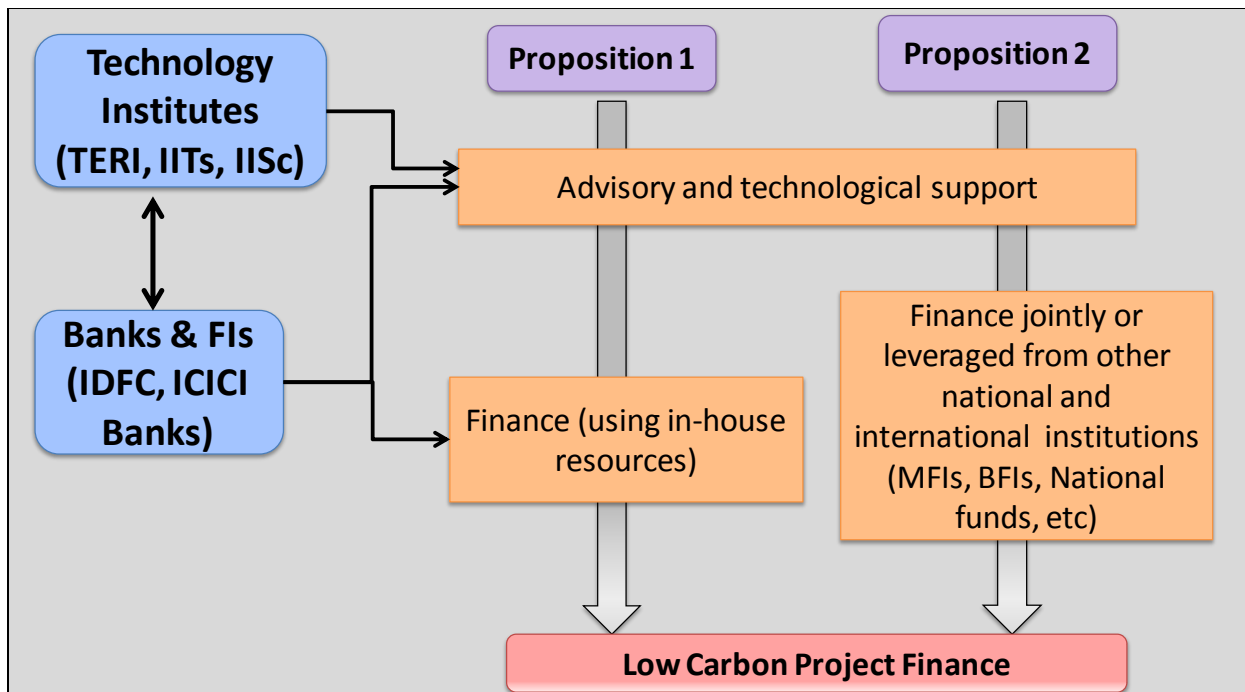 Technology
Institutes
(TERI, IITs, IISc)
Proposition 1
Proposition 2
Advisory and technological support
Banks & FIs
(IDFC, ICICI
Banks)
Finance (using in-house
resources)
Finance jointly or
leveraged from other
national and
international institutions
(MFIs, BFIs, National
funds, etc)
Low Carbon Project Finance